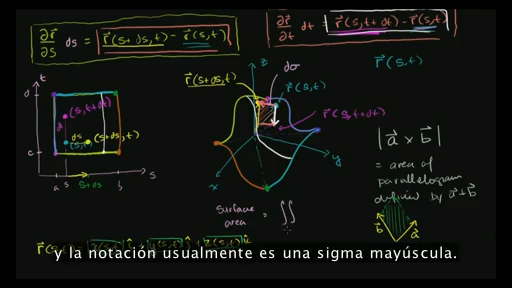 ∂r⃗/∂s ds = r⃗(s+ds,t) − r⃗(s,t)
∂r⃗/∂t dt = r⃗(s,t+dt) − r⃗(s,t)
t
d
(s,t+dt)
(s+ds,t)
c
a s
s+ds
b
s
z
dσ
r⃗(s+ds,t)
r⃗(s,t)
r⃗(s,t+dt)
x
y
r⃗(s,t)
|a⃗ × b⃗|
= area of
parallelogram
defined by a⃗ + b⃗
b⃗
a⃗
surface
area
= ∬
y la notación usualmente es una sigma mayúscula.